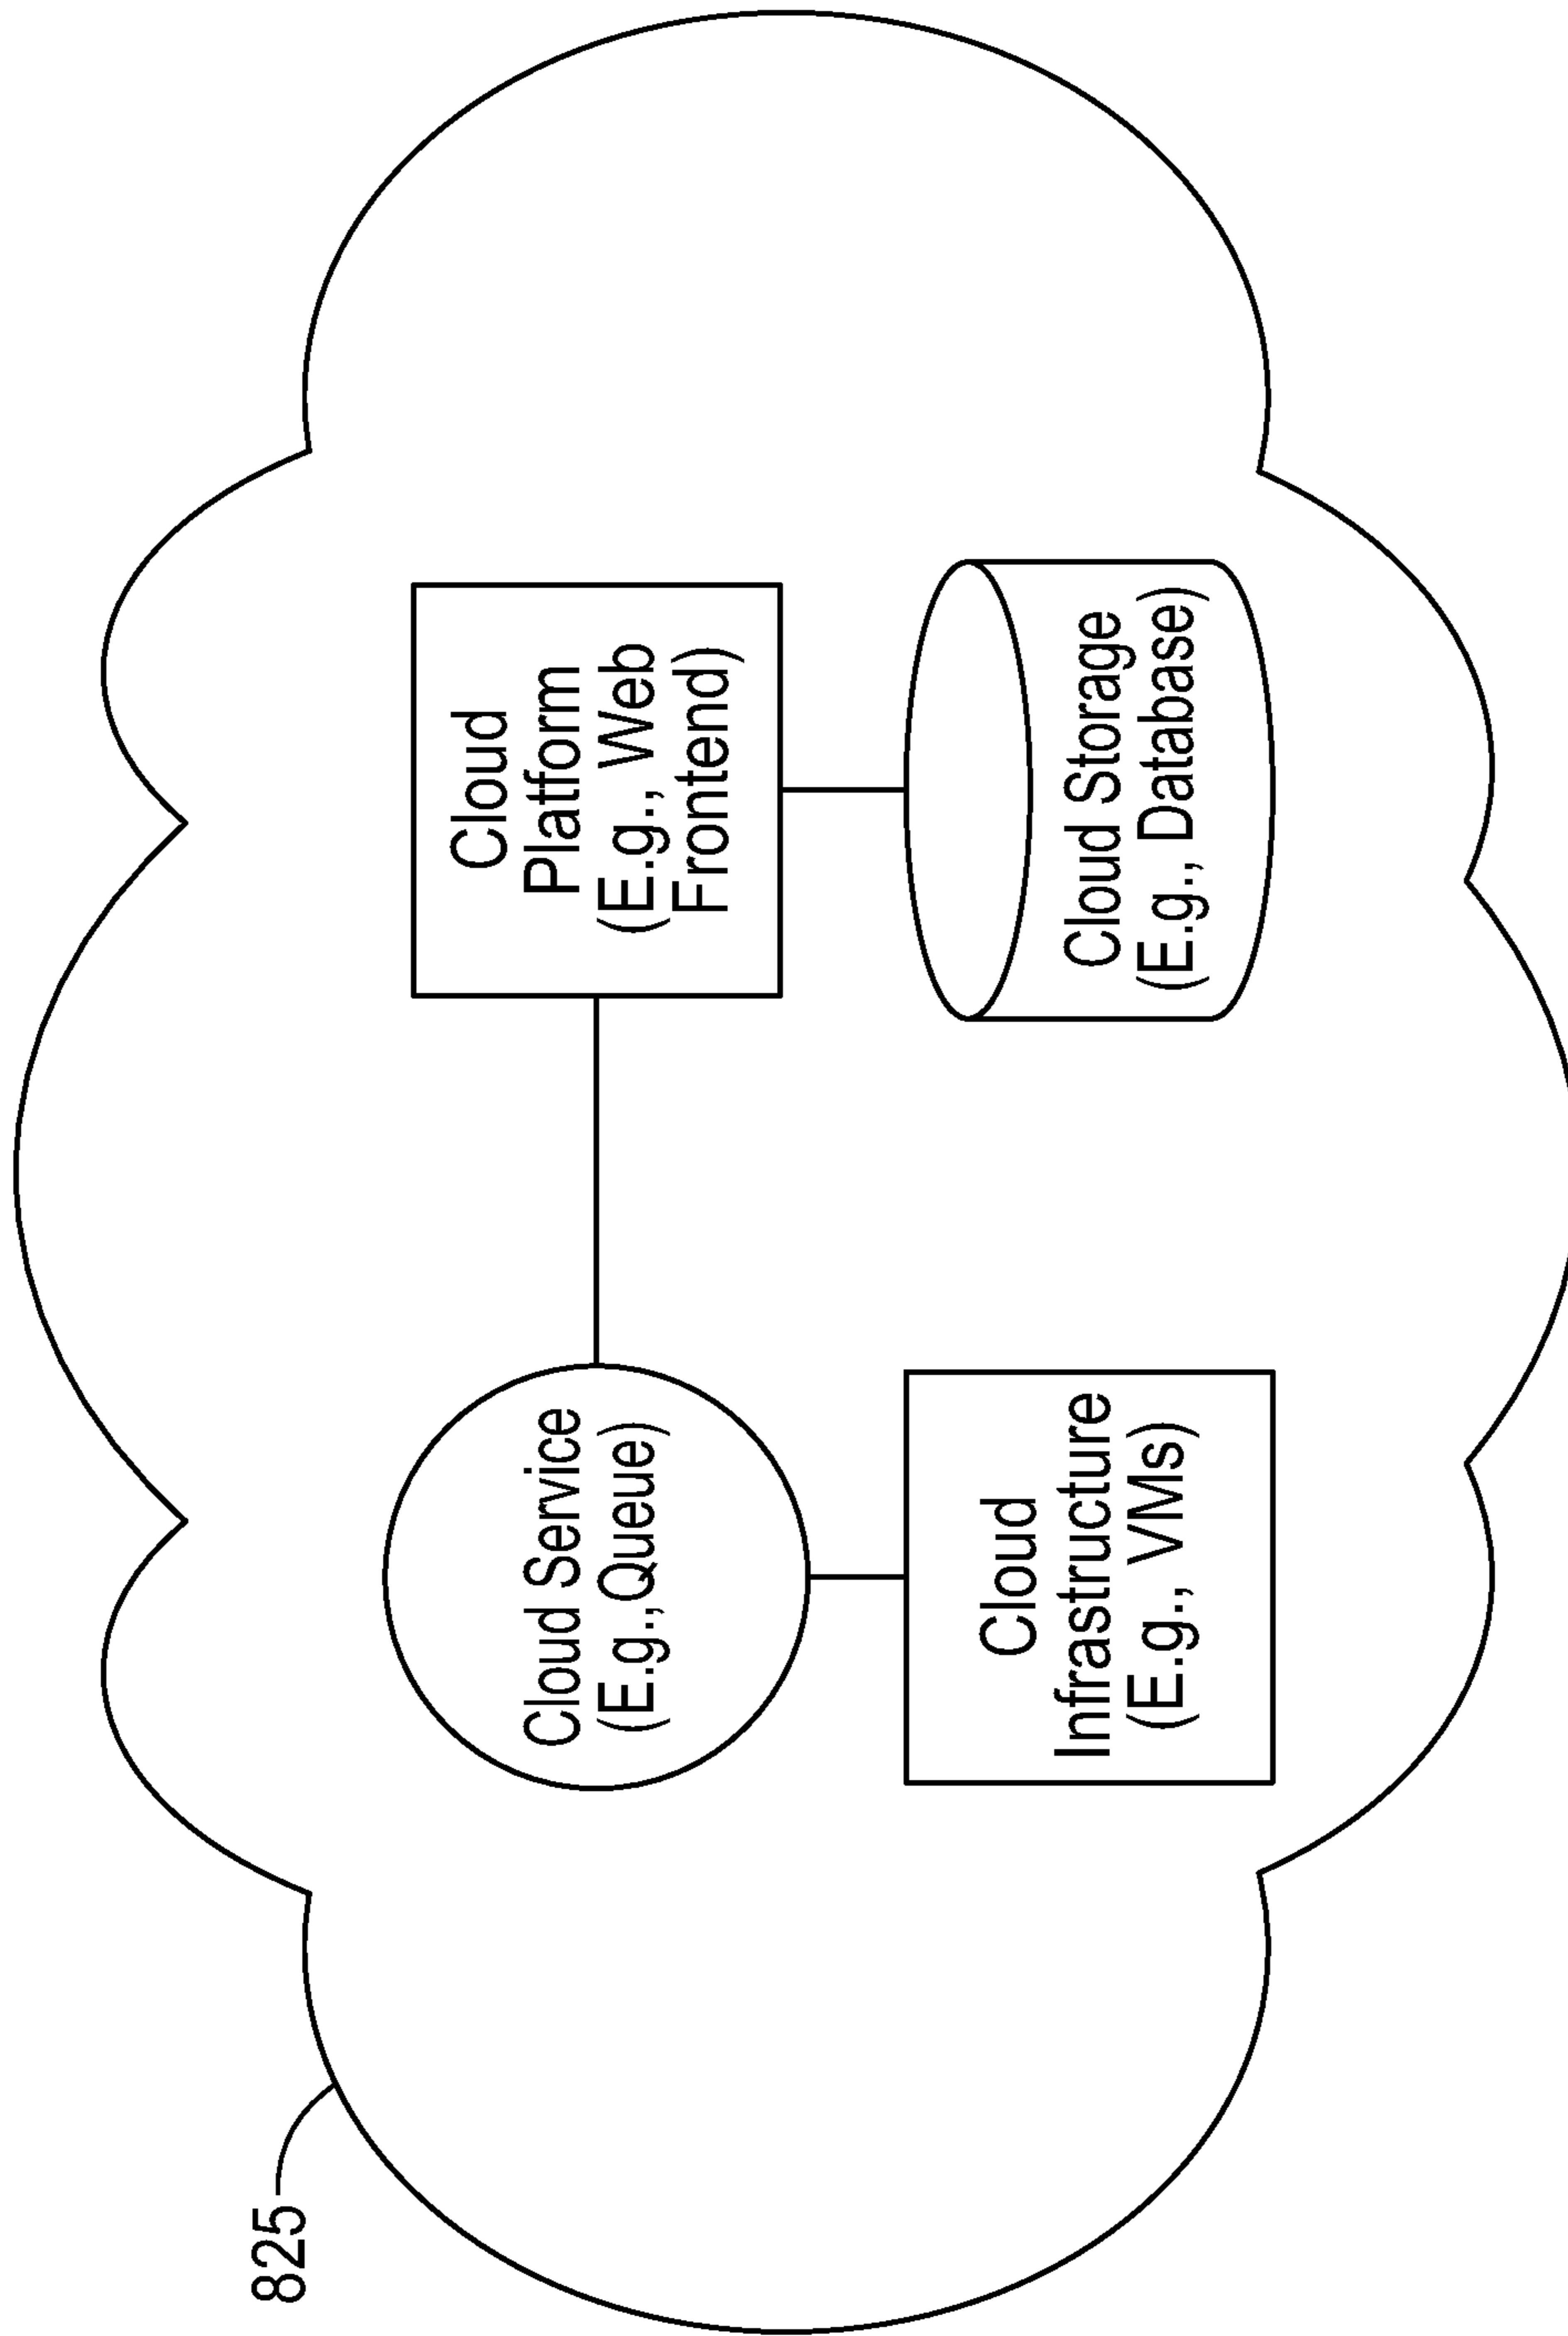 825
Cloud Service
(E.g., Queue)
Cloud
Platform
(E.g., Web
Frontend)
Cloud
Infrastructure
(E.g., VMs)
Cloud Storage
(E.g., Database)